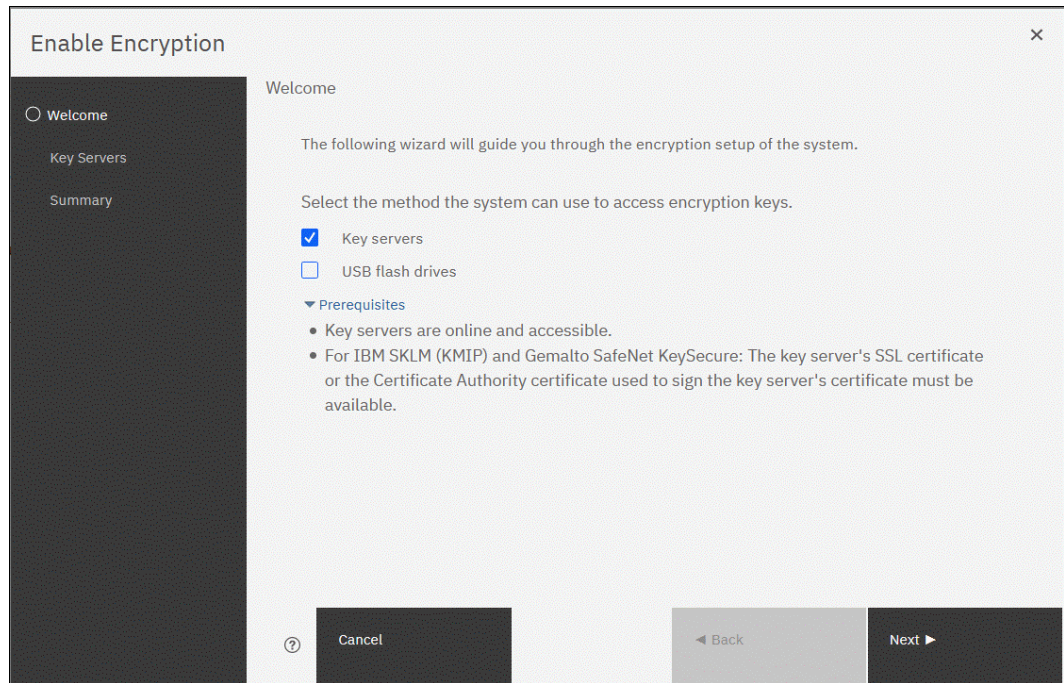 Enable Encryption
Welcome
Key Servers
Summary
Welcome
The following wizard will guide you through the encryption setup of the system.
Select the method the system can use to access encryption keys.
Key servers
USB flash drives
Prerequisites
Key servers are online and accessible.
For IBM SKLM (KMIP) and Gemalto SafeNet KeySecure: The key server's SSL certificate
or the Certificate Authority certificate used to sign the key server's certificate must be
available.
Cancel
Back
Next